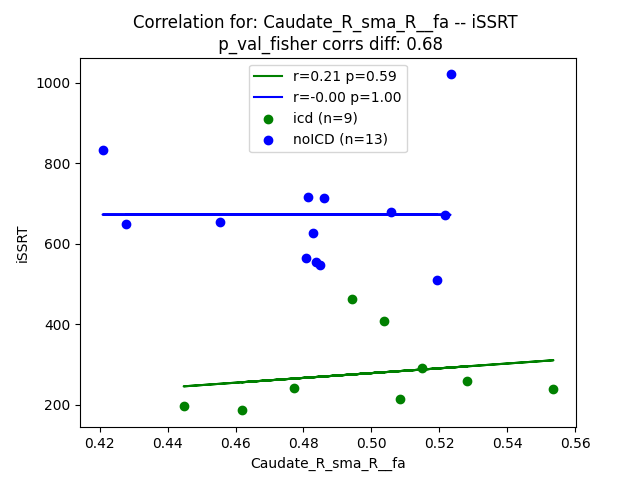 Correlation for: Caudate_R_sma_R__fa -- iSSRT
p_val_fisher corrs diff: 0.68
r=0.21 p=0.59
r=-0.00 p=1.00
icd (n=9)
noICD (n=13)
iSSRT
1000
800
600
400
200
0.42 0.44 0.46 0.48 0.50 0.52 0.54 0.56
Caudate_R_sma_R__fa